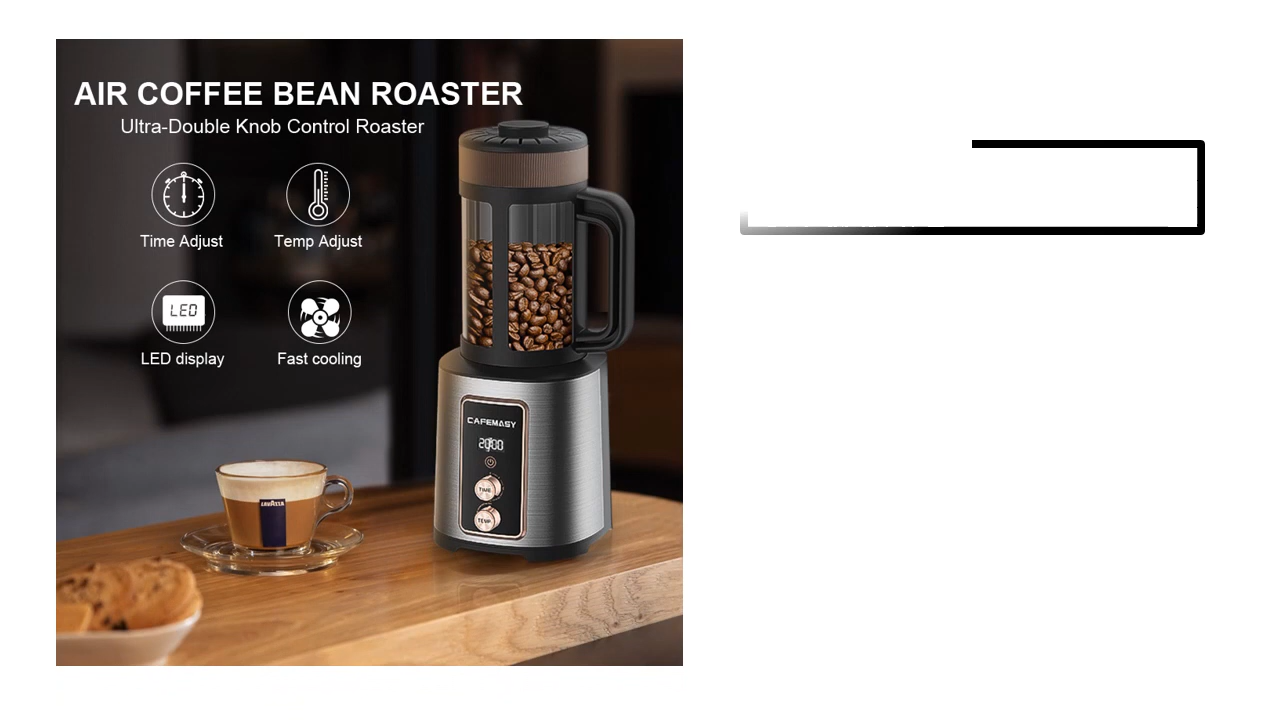 AIR COFFEE BEAN ROASTER
Ultra-Double Knob Control Roaster
Time Adjust
Temp Adjust
LED
LED display
Fast cooling
CAFEMASY
TIME
TEMP
LAVAZZA